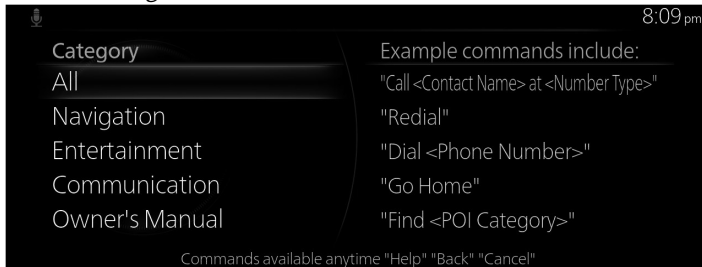 8:09 pm
Category
All
Navigation
Entertainment
Communication
Owner's Manual
Example commands include:
"Call <Contact Name> at <Number Type>"
"Redial"
"Dial <Phone Number>"
"Go Home"
"Find <POI Category>"
Commands available anytime "Help" "Back" "Cancel"